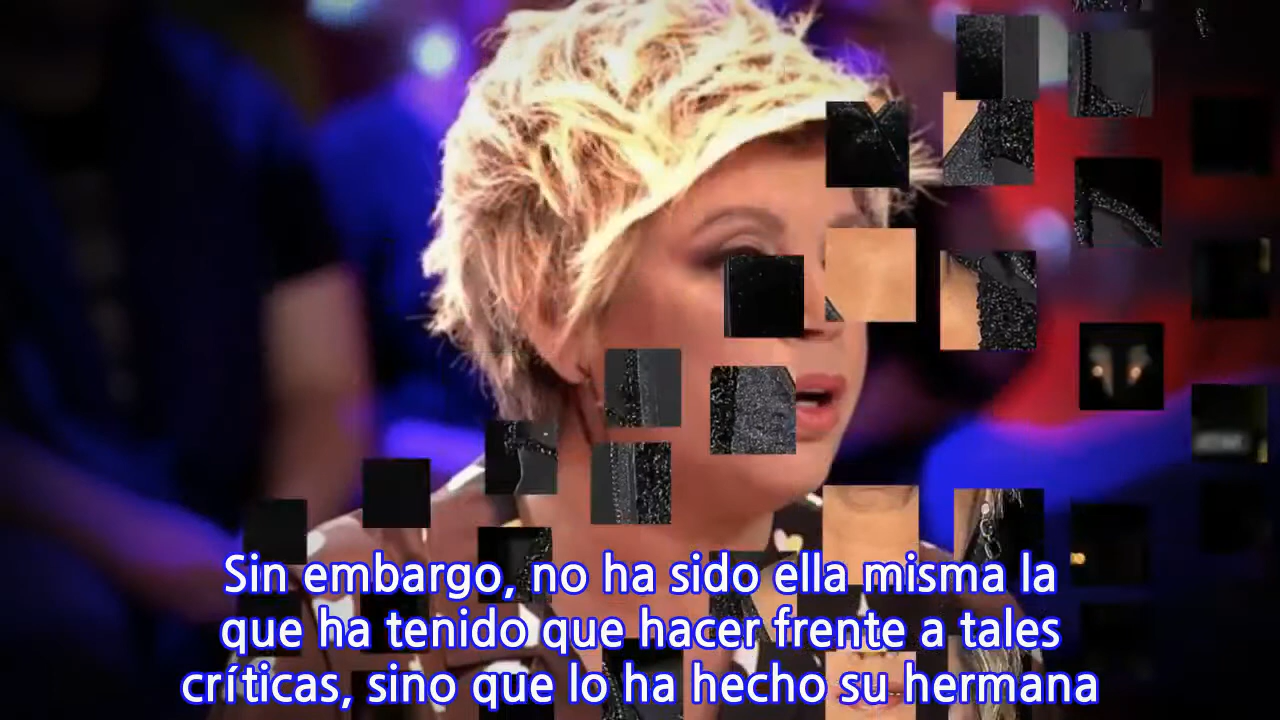 Sin embargo, no ha sido ella misma la
que ha tenido que hacer frente a tales
críticas, sino que lo ha hecho su hermana